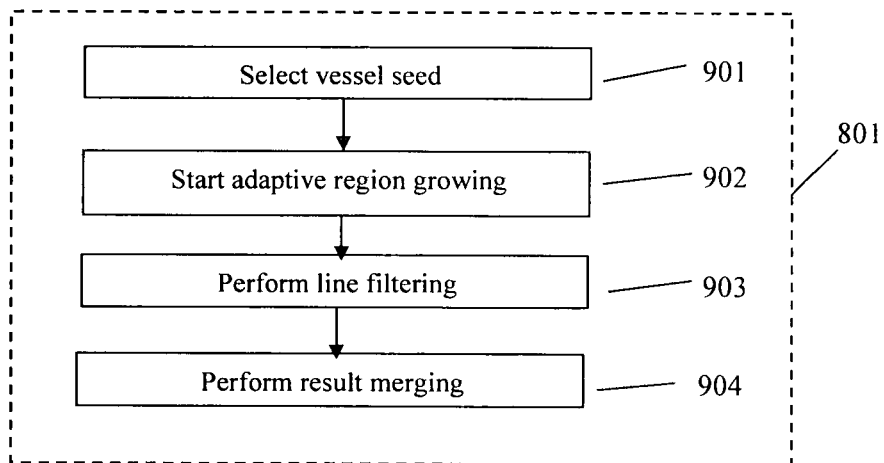 Select vessel seed
901
801
Start adaptive region growing
902
Perform line filtering
903
Perform result merging
904